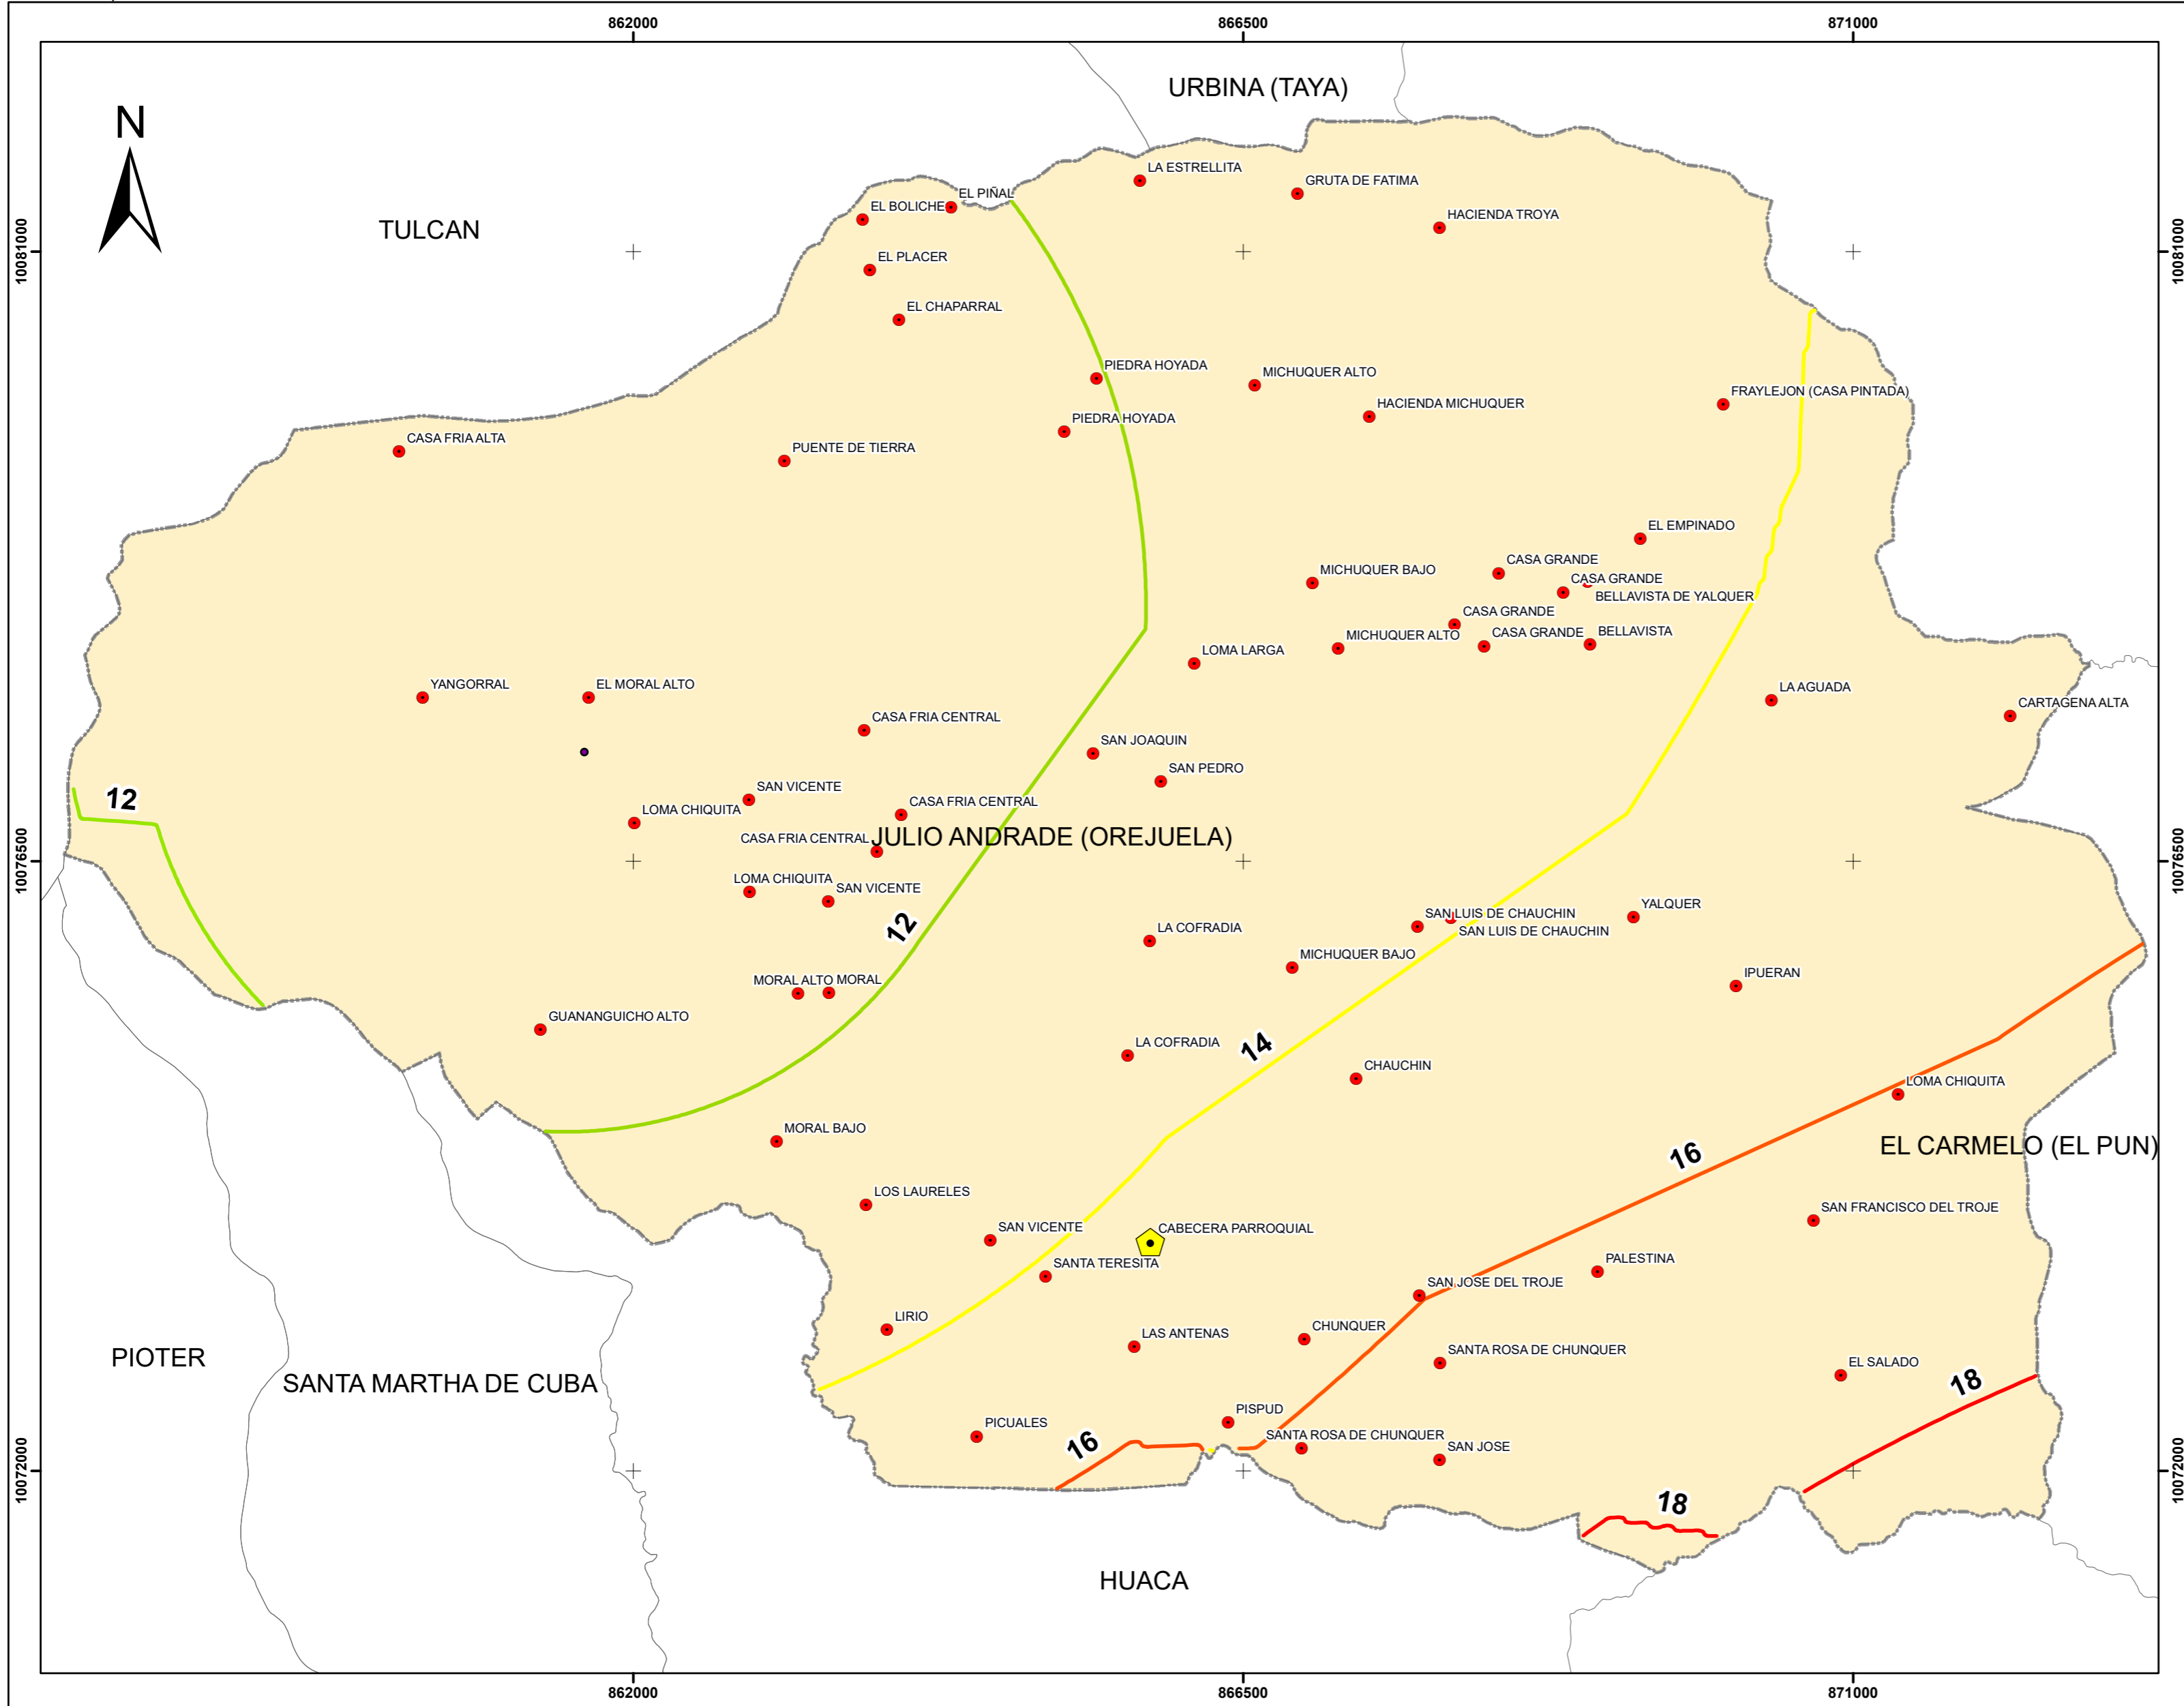 862000
866500
871000
URBINA (TAYA)
N
TULCAN
LA ESTRELLITA
EL PIÑAL
GRUTA DE FATIMA
EL BOLICHE
HACIENDA TROYA
10081000
10081000
EL PLACER
EL CHAPARRAL
PIEDRA HOYADA
MICHUQUER ALTO
FRAYLEJON (CASA PINTADA)
HACIENDA MICHUQUER
PIEDRA HOYADA
CASA FRIA ALTA
PUENTE DE TIERRA
EL EMPINADO
CASA GRANDE
MICHUQUER BAJO
CASA GRANDE
BELLAVISTA DE YALQUER
CASA GRANDE
MICHUQUER ALTO
CASA GRANDE
BELLAVISTA
LOMA LARGA
YANGORRAL
EL MORAL ALTO
LA AGUADA
CARTAGENA ALTA
CASA FRIA CENTRAL
SAN JOAQUIN
SAN PEDRO
12
SAN VICENTE
LOMA CHIQUITA
CASA FRIA CENTRAL
CASA FRIA CENTRAL
JULIO ANDRADE (OREJUELA)
10076500
10076500
LOMA CHIQUITA
SAN VICENTE
YALQUER
SAN LUIS DE CHAUCHIN
SAN LUIS DE CHAUCHIN
12
LA COFRADIA
MICHUQUER BAJO
IPUERAN
MORAL ALTO
MORAL
GUANANGUICHO ALTO
LA COFRADIA
14
CHAUCHIN
LOMA CHIQUITA
MORAL BAJO
EL CARMELO (EL PUN)
16
LOS LAURELES
SAN FRANCISCO DEL TROJE
SAN VICENTE
CABECERA PARROQUIAL
SANTA TERESITA
PALESTINA
SAN JOSE DEL TROJE
LIRIO
LAS ANTENAS
CHUNQUER
SANTA ROSA DE CHUNQUER
PIOTER
SANTA MARTHA DE CUBA
EL SALADO
18
PICUALES
PISPUD
16
SANTA ROSA DE CHUNQUER
SAN JOSE
10072000
10072000
18
HUACA
862000
866500
871000